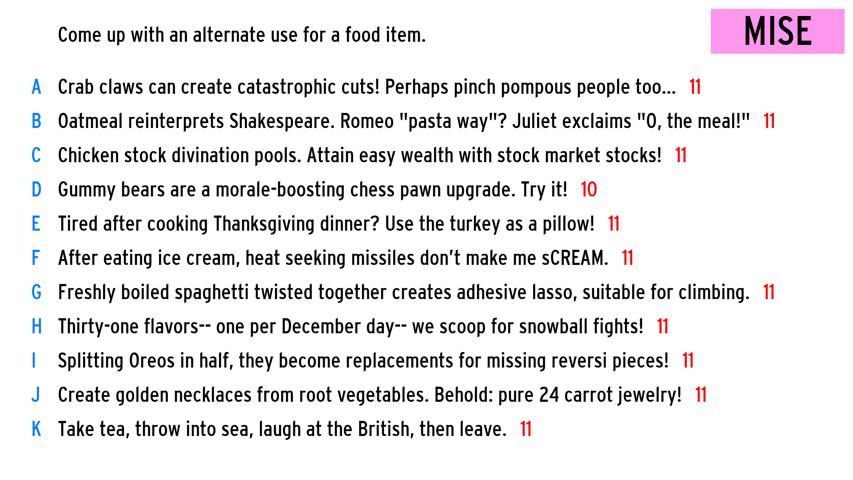 Come up with an alternate use for a food item.
MISE
A Crab claws can create catastrophic cuts! Perhaps pinch pompous people too... 11
B Oatmeal reinterprets Shakespeare. Romeo "pasta way"? Juliet exclaims "O, the meal!" 11
C Chicken stock divination pools. Attain easy wealth with stock market stocks! 11
D Gummy bears are a morale-boosting chess pawn upgrade. Try it! 10
E Tired after cooking Thanksgiving dinner? Use the turkey as a pillow! 11
F After eating ice cream, heat seeking missiles don’t make me sCREAM. 11
G Freshly boiled spaghetti twisted together creates adhesive lasso, suitable for climbing. 11
H Thirty-one flavors-- one per December day-- we scoop for snowball fights! 11
I Splitting Oreos in half, they become replacements for missing reversi pieces! 11
J Create golden necklaces from root vegetables. Behold: pure 24 carrot jewelry! 11
K Take tea, throw into sea, laugh at the British, then leave. 11